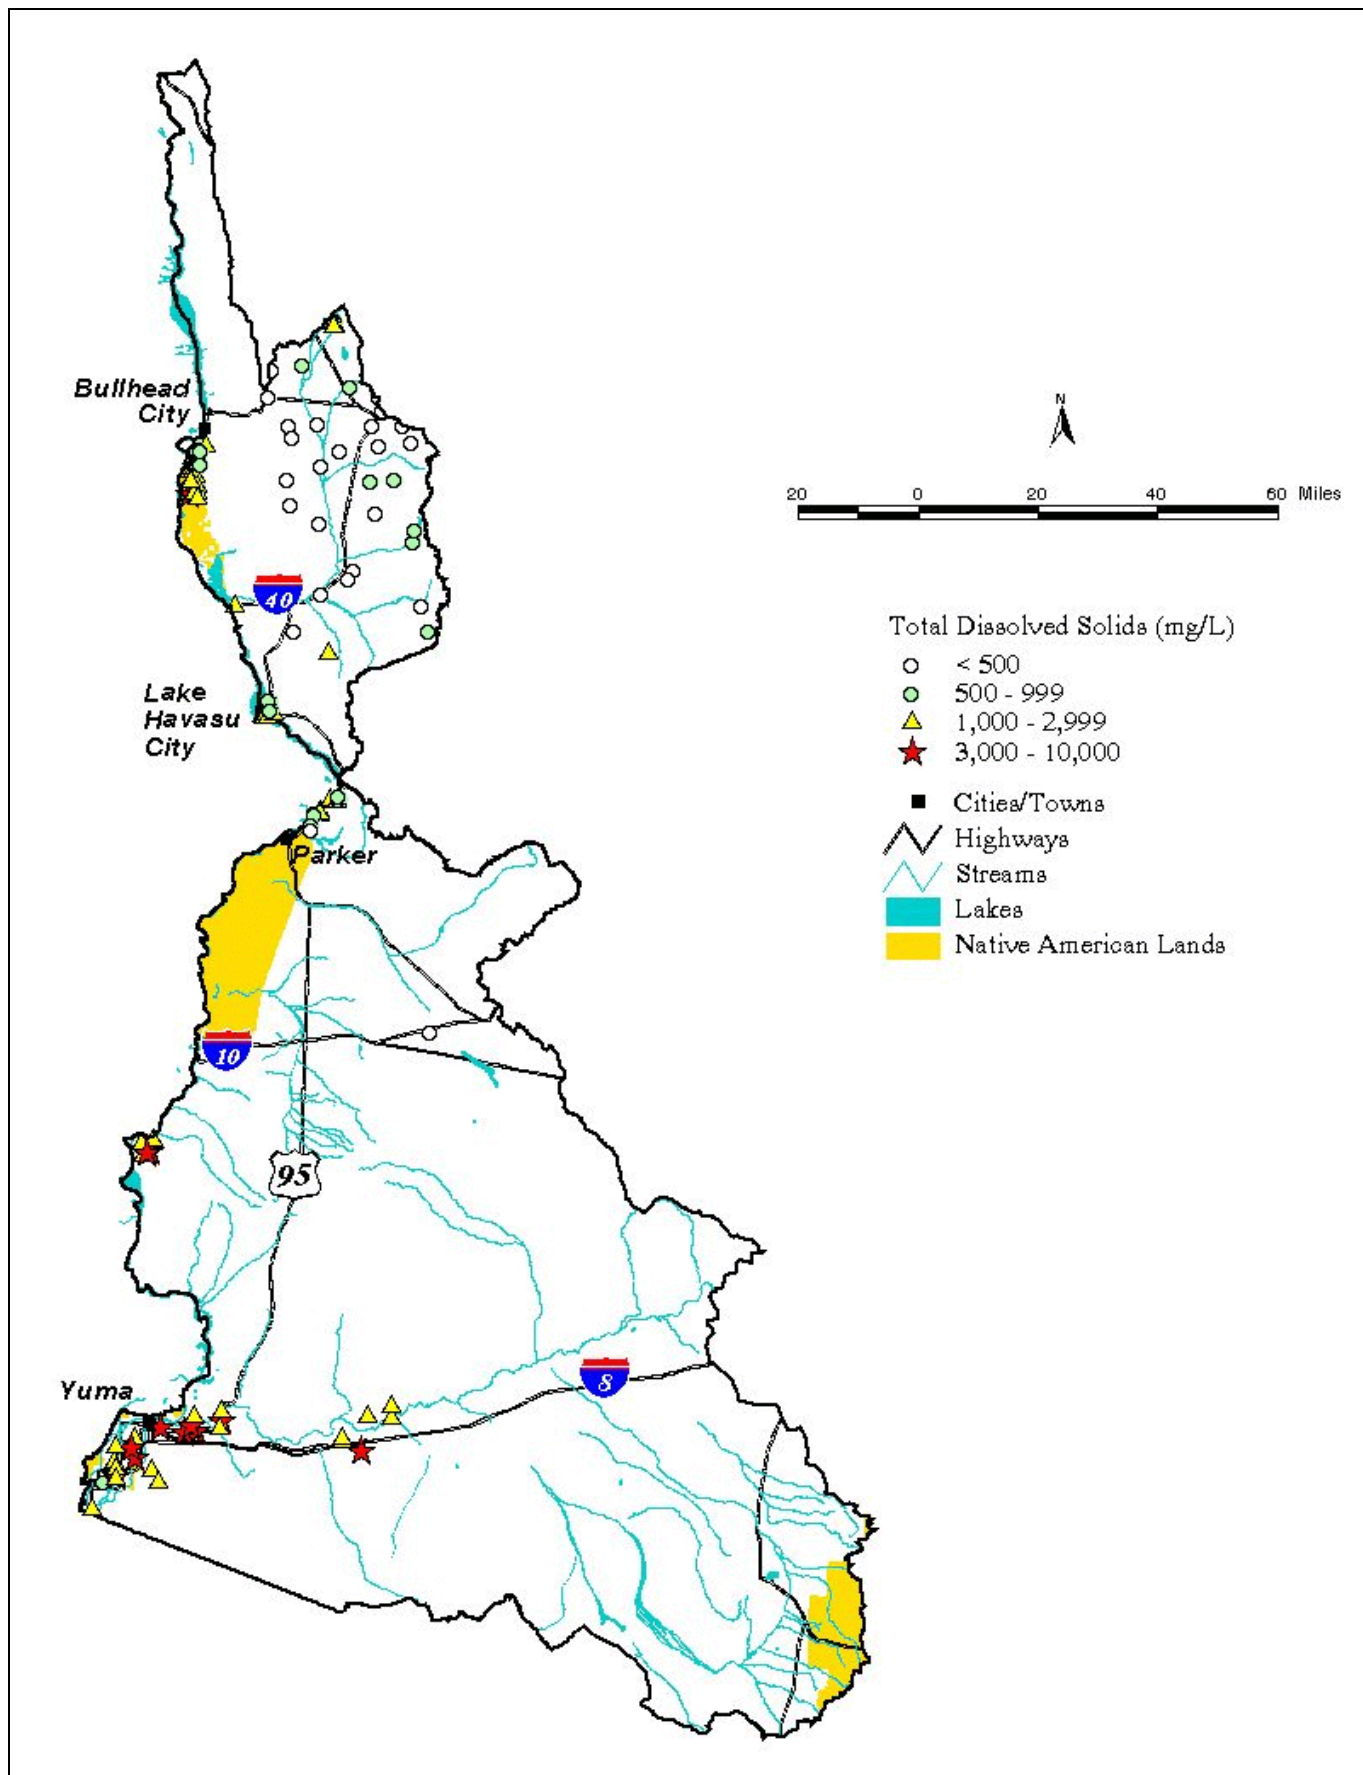 Bullhead
City
N
20 0 20 40 60 Miles
40
Total Dissolved Solids (mg/L)
< 500
500 - 999
1,000 - 2,999
3,000 - 10,000
Cities/Towns
Highways
Streams
Lakes
Native American Lands
Lake
Havasu
City
Parker
10
95
8
Yuma